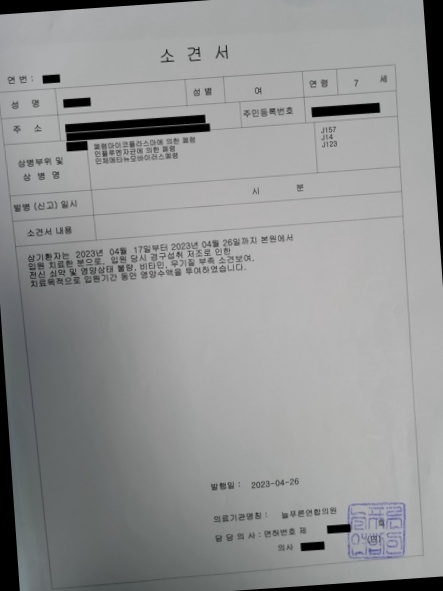 소 견 서
연 번 :
성 명
성 별 여
연 령 7 세
주 소
주민등록번호
상병부위 및
상 병 명
폐렴마이코플라스마에 의한 폐렴
인플루엔자균에 의한 폐렴
인체메타뉴모바이러스폐렴
J157
J14
J123
발병 (신고) 일시 시 분
소견서 내용
상기환자는 2023년 04월 17일부터 2023년 04월 26일까지 본원에서
입원 치료한 분으로, 입원 당시 경구섭취 저조로 인한
전신 쇠약 및 영양상태 불량, 비타민, 무기질 부족 소견보여,
치료목적으로 입원기간 동안 영양수액을 투여하였습니다.
발행일 : 2023-04-26
의료기관명칭 : 늘푸른연합의원
담 당 의 사 : 면허번호 제
의사